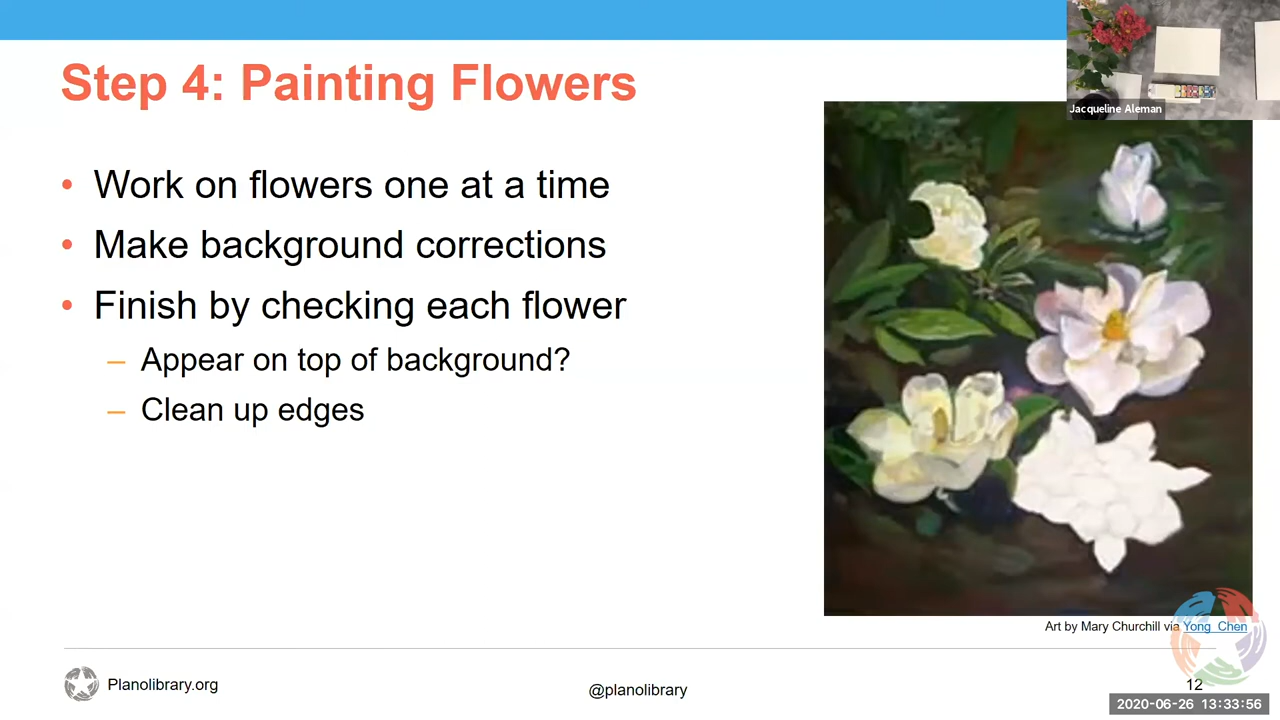 Step 4: Painting Flowers
Jacqueline Aleman
• Work on flowers one at a time
• Make background corrections
• Finish by checking each flower
– Appear on top of background?
– Clean up edges
Art by Mary Churchill via Yong Chen
Planolibrary.org
@planolibrary
12
2020-06-26 13:33:56